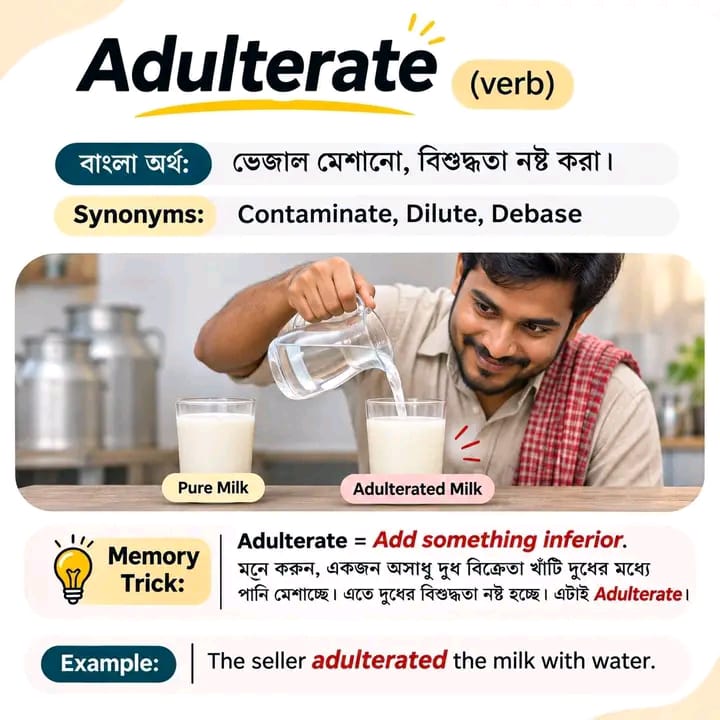 Adulterate (verb)
বাংলা অর্থ: ভেজাল মেশানো, বিশুদ্ধতা নষ্ট করা।
Synonyms: Contaminate, Dilute, Debase
Pure Milk
Adulterated Milk
Memory
Trick:
Adulterate = Add something inferior.
মনে করুন, একজন অসাধু দুধ বিক্রেতা খাঁটি দুধের মধ্যে
পানি মেশাচ্ছে। এতে দুধের বিশুদ্ধতা নষ্ট হচ্ছে। এটাই Adulterate।
Example: The seller adulterated the milk with water.